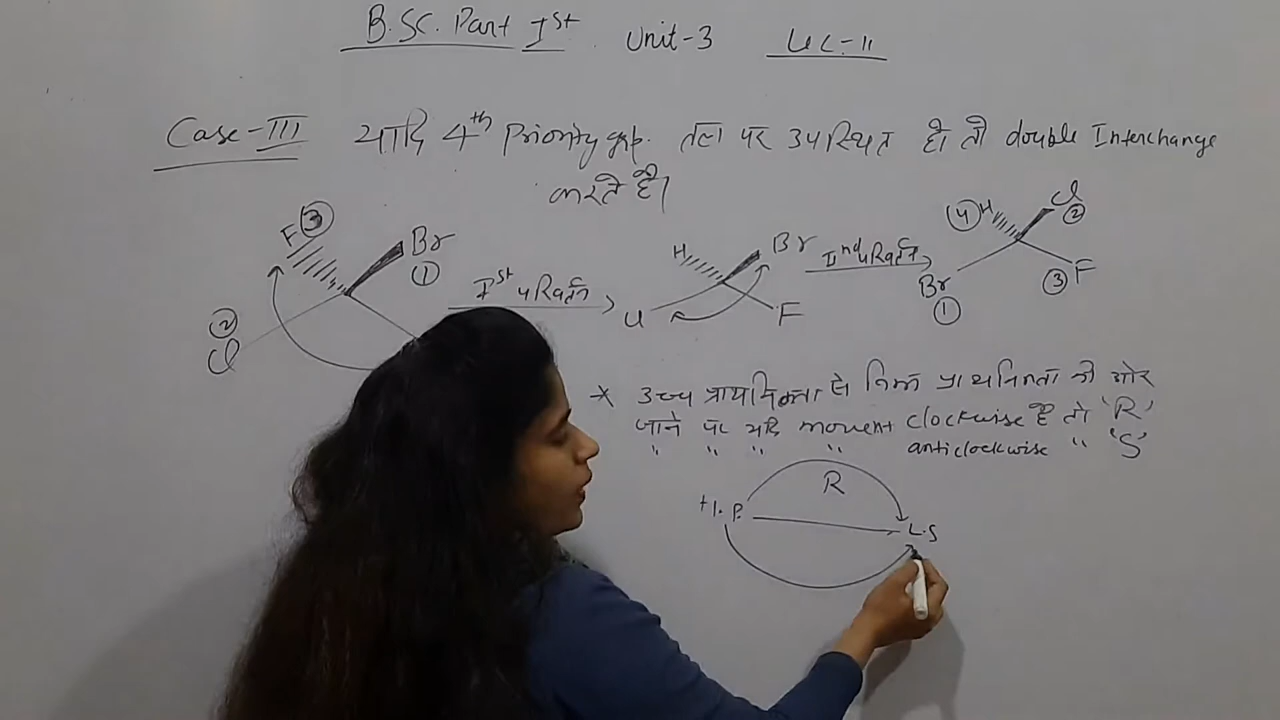 B.SC. Part Ist Unit-3 Lec-11
Case-III यदि 4th Priority grp. तल पर उपस्थित हो तो double Interchange
करते है।
F ③ Br ①
② Cl
Ist परिवर्तन
H Br
Cl F
IInd परिवर्तन
④ H Cl ②
Br ① ③ F
* उच्च प्राथमिकता से निम्न प्राथमिकता की ओर
जाने पर यदि moment clockwise है तो 'R'
" " " " anticlockwise " 'S'
R
H.P. L.S